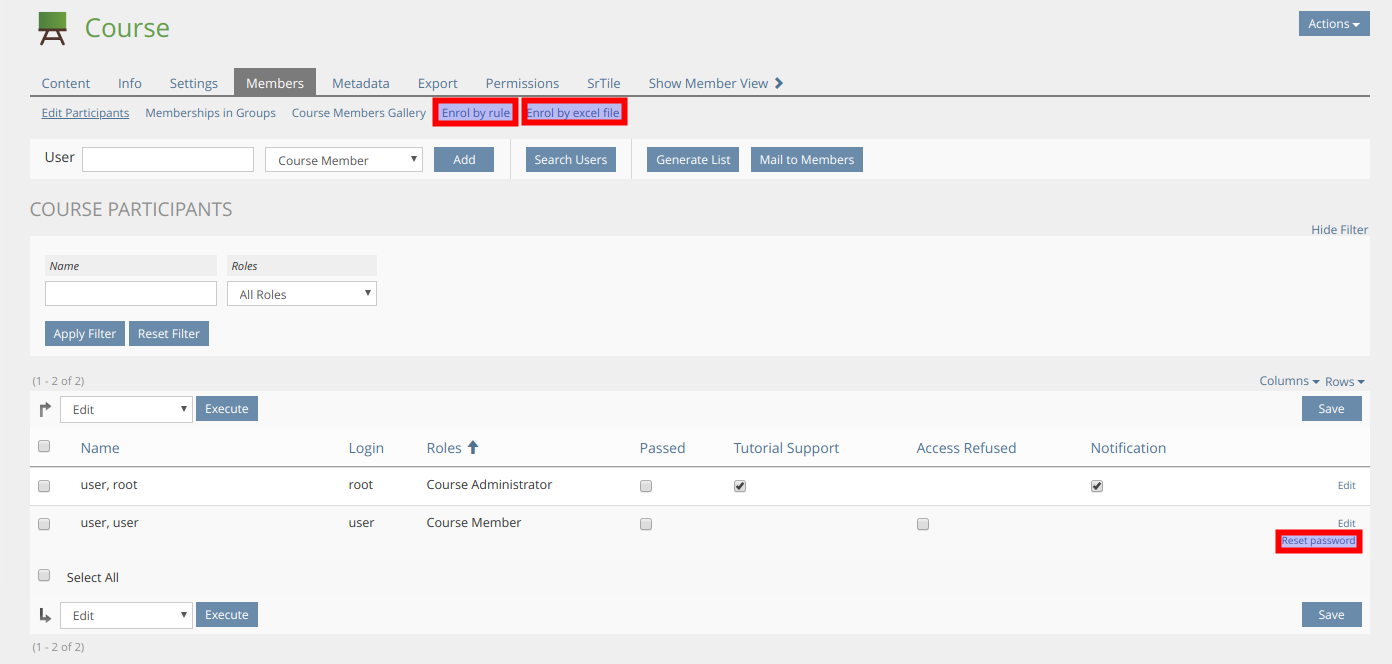 Course
Actions
Content Info Settings Members Metadata Export Permissions SrTile Show Member View
Edit Participants Memberships in Groups Course Members Gallery Enrol by rule Enrol by excel file
User Course Member Add Search Users Generate List Mail to Members
COURSE PARTICIPANTS
Hide Filter
Name Roles
All Roles
Apply Filter Reset Filter
(1 - 2 of 2) Columns Rows
Edit Execute Save
Name Login Roles Passed Tutorial Support Access Refused Notification
user, root root Course Administrator Edit
user, user user Course Member Edit
Reset password
Select All
Edit Execute Save
(1 - 2 of 2)